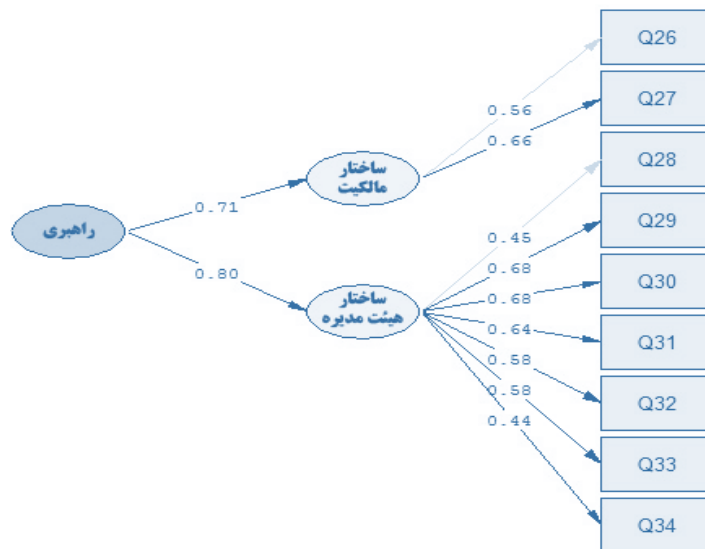 Q26
Q27
Q28
Q29
Q30
Q31
Q32
Q33
Q34
0.56
0.66
ساختار
مالکیت
0.71
راهبری
0.80
ساختار
هیئت مدیره
0.45
0.68
0.68
0.64
0.58
0.58
0.44